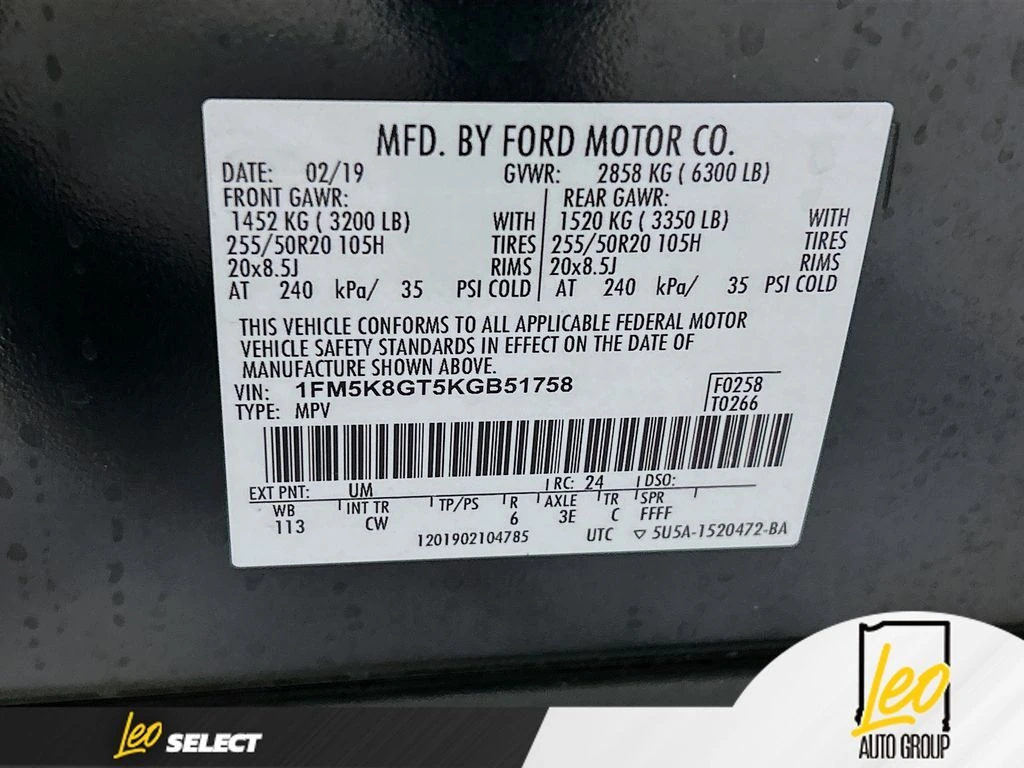 MFD. BY FORD MOTOR CO.
DATE: 02/19 GVWR: 2858 KG ( 6300 LB)
FRONT GAWR: REAR GAWR:
1452 KG ( 3200 LB) WITH 1520 KG ( 3350 LB) WITH
255/50R20 105H TIRES 255/50R20 105H TIRES
20x8.5J RIMS 20x8.5J RIMS
AT 240 kPa/ 35 PSI COLD AT 240 kPa/ 35 PSI COLD
THIS VEHICLE CONFORMS TO ALL APPLICABLE FEDERAL MOTOR
VEHICLE SAFETY STANDARDS IN EFFECT ON THE DATE OF
MANUFACTURE SHOWN ABOVE.
VIN: 1FM5K8GT5KGB51758 F0258
TYPE: MPV T0266
EXT PNT: UM RC: 24 DSO:
WB INT TR TP/PS R AXLE TR SPR
113 CW 6 3E C FFFF
1201902104785 UTC ▽ 5U5A-1520472-BA
Leo SELECT
Leo
AUTO GROUP